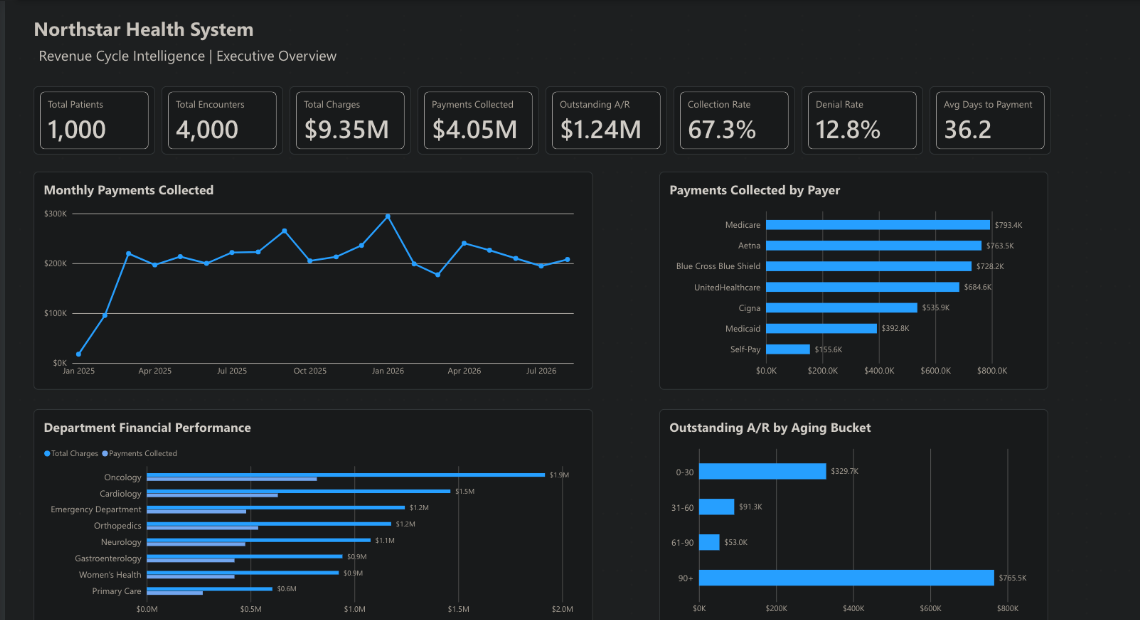 Northstar Health System
Revenue Cycle Intelligence | Executive Overview
Total Patients
1,000
Total Encounters
4,000
Total Charges
$9.35M
Payments Collected
$4.05M
Outstanding A/R
$1.24M
Collection Rate
67.3%
Denial Rate
12.8%
Avg Days to Payment
36.2
Monthly Payments Collected
$300K
$200K
$100K
$0K
Jan 2025 Apr 2025 Jul 2025 Oct 2025 Jan 2026 Apr 2026 Jul 2026
Payments Collected by Payer
Medicare $793.4K
Aetna $763.5K
Blue Cross Blue Shield $728.2K
UnitedHealthcare $684.6K
Cigna $535.9K
Medicaid $392.8K
Self-Pay $155.6K
$0.0K $200.0K $400.0K $600.0K $800.0K
Department Financial Performance
Total Charges Payments Collected
Oncology $1.9M
Cardiology $1.5M
Emergency Department $1.2M
Orthopedics $1.2M
Neurology $1.1M
Gastroenterology $0.9M
Women's Health $0.9M
Primary Care $0.6M
$0.0M $0.5M $1.0M $1.5M $2.0M
Outstanding A/R by Aging Bucket
0-30 $329.7K
31-60 $91.3K
61-90 $53.0K
90+ $765.5K
$0K $200K $400K $600K $800K